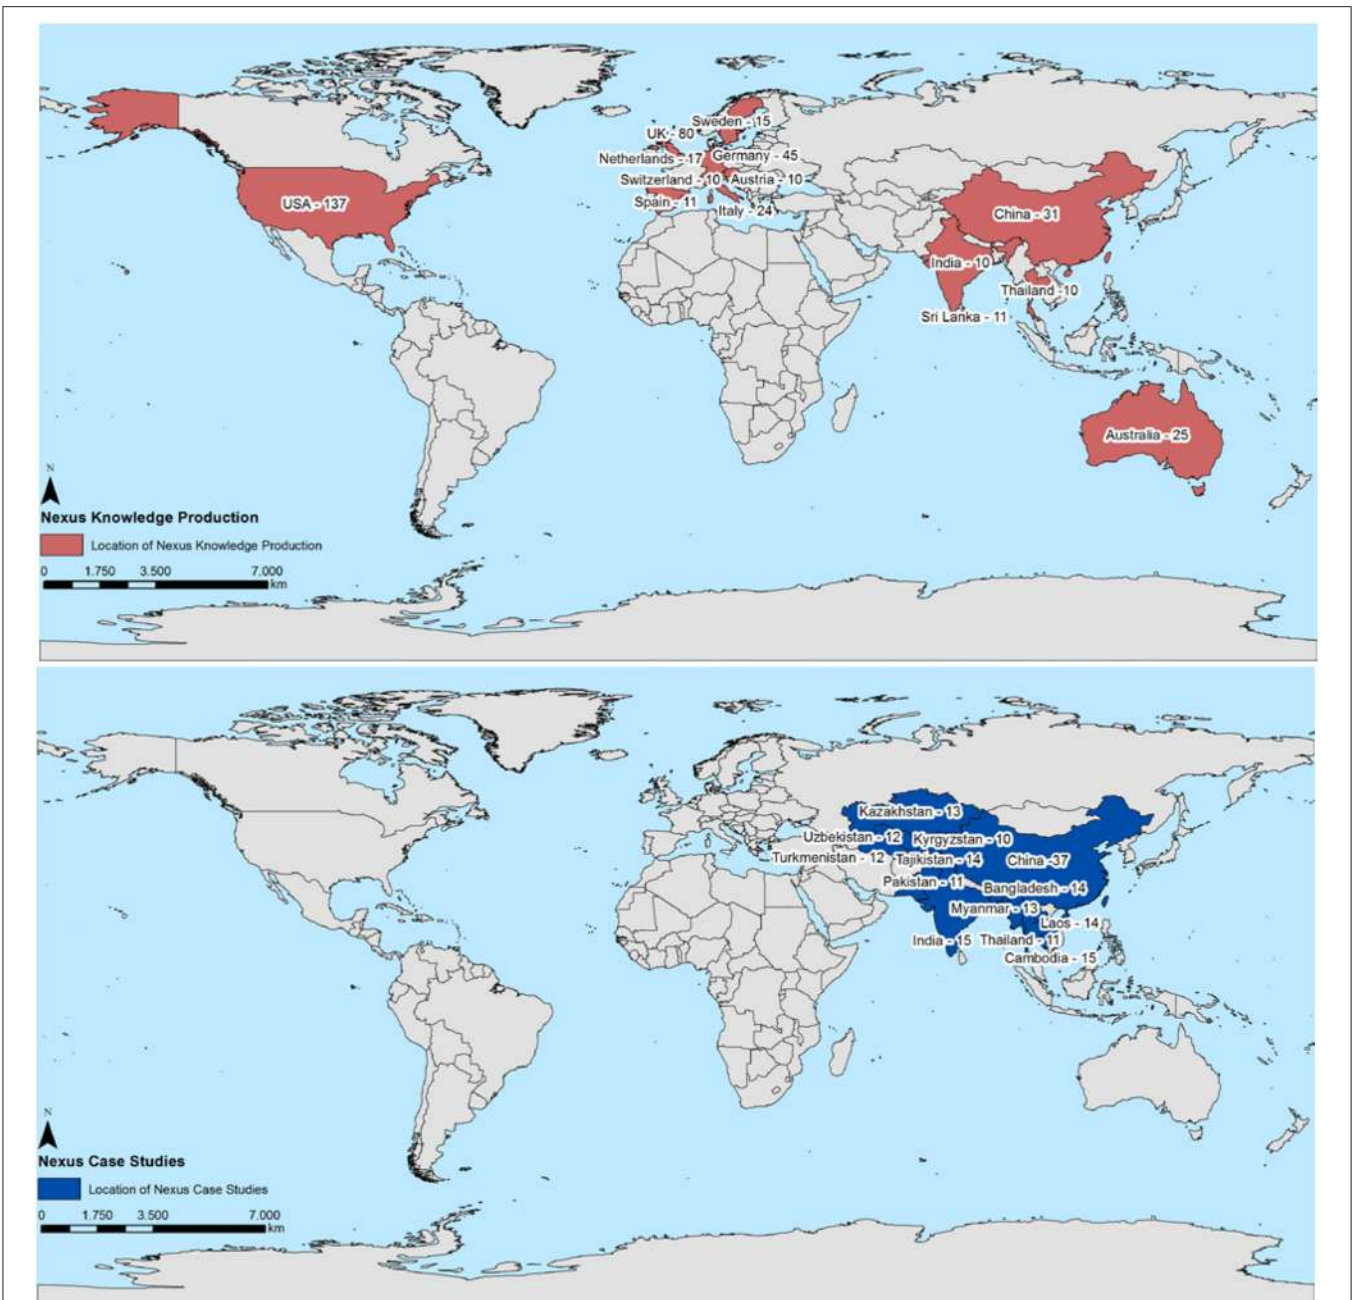 Sweden - 15
UK - 80
Netherlands - 17
Germany - 45
Switzerland - 10
Austria - 10
Spain - 11
Italy - 24
USA - 137
China - 31
India - 10
Thailand -10
Sri Lanka - 11
Australia - 25
N
Nexus Knowledge Production
Location of Nexus Knowledge Production
0 1.750 3.500 7.000
km
Kazakhstan - 13
Uzbekistan - 12
Kyrgyzstan - 10
Turkmenistan - 12
Tajikistan - 14
China -37
Pakistan - 11
Bangladesh - 14
Myanmar - 13
Laos - 14
India - 15
Thailand - 11
Cambodia - 15
N
Nexus Case Studies
Location of Nexus Case Studies
0 1.750 3.500 7.000
km